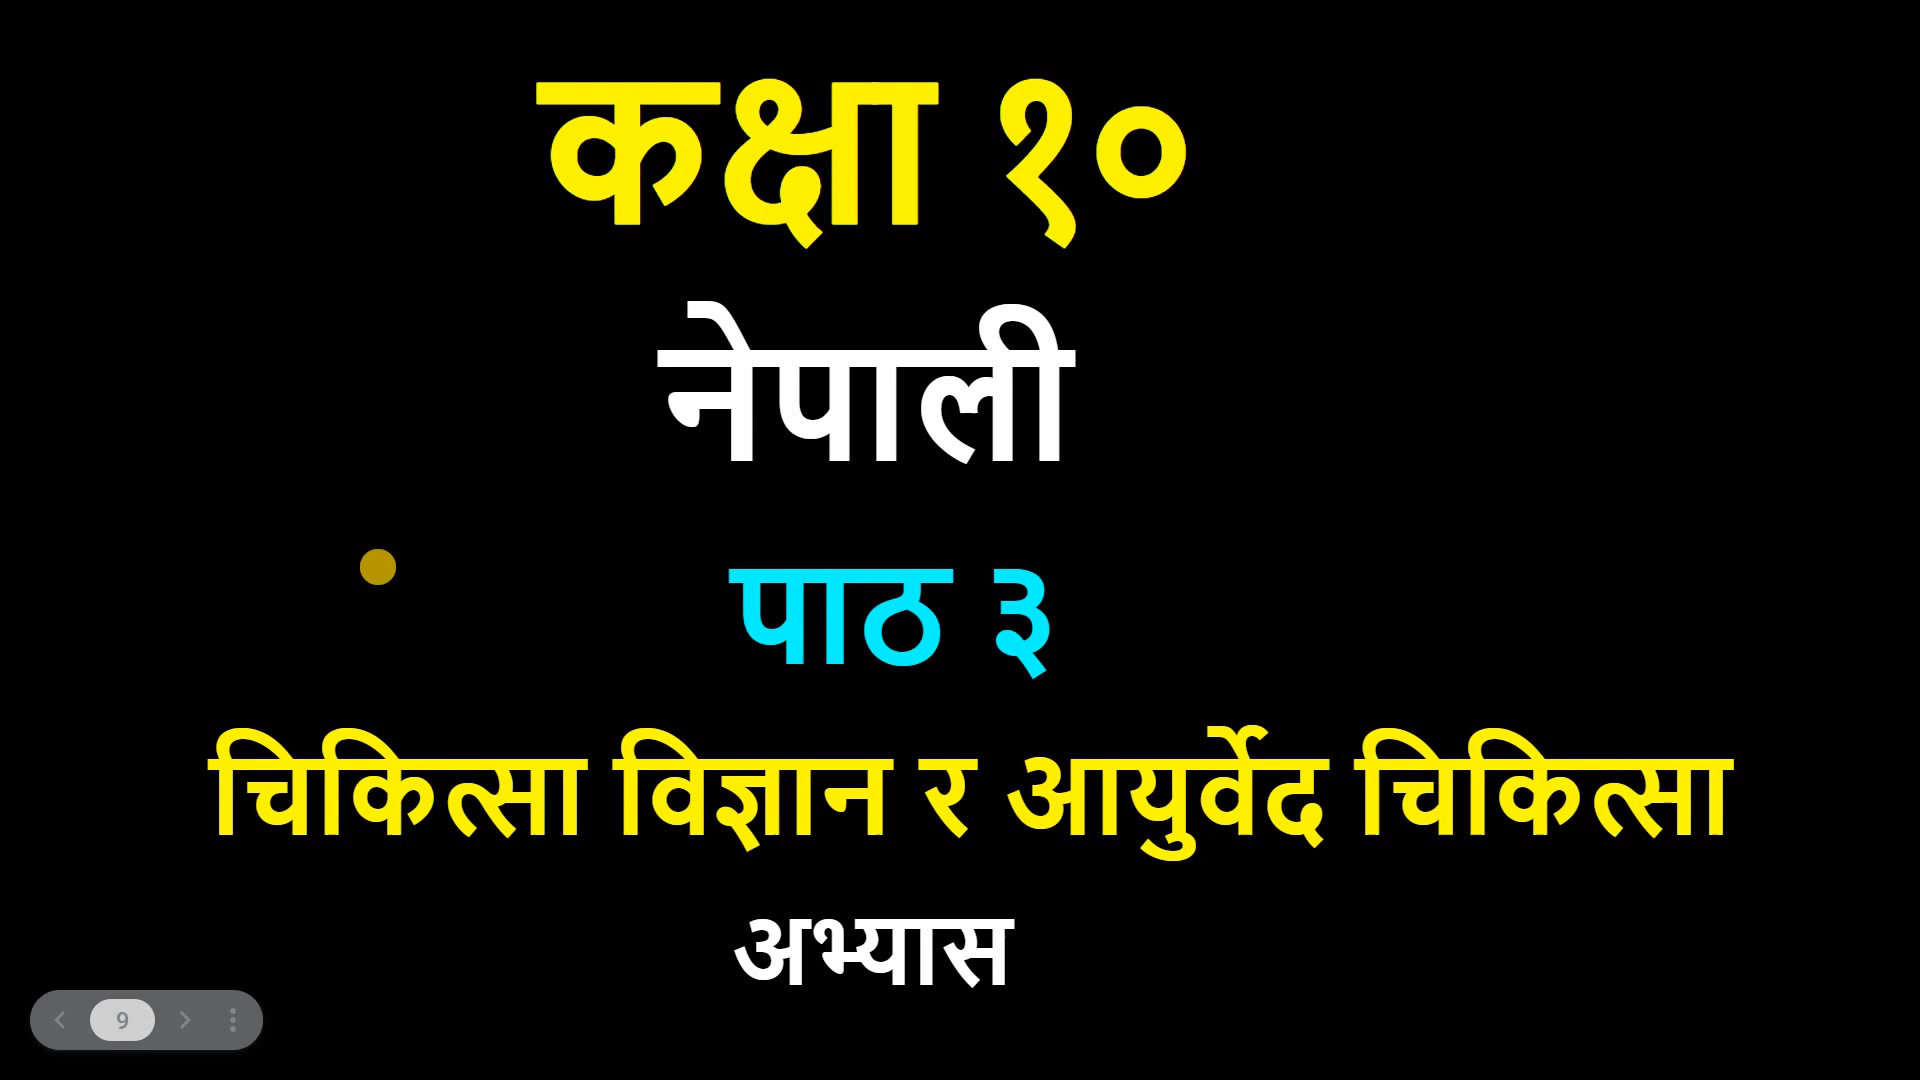 कक्षा १०
नेपाली
पाठ ३
चिकित्सा विज्ञान र आयुर्वेद चिकित्सा
अभ्यास
9